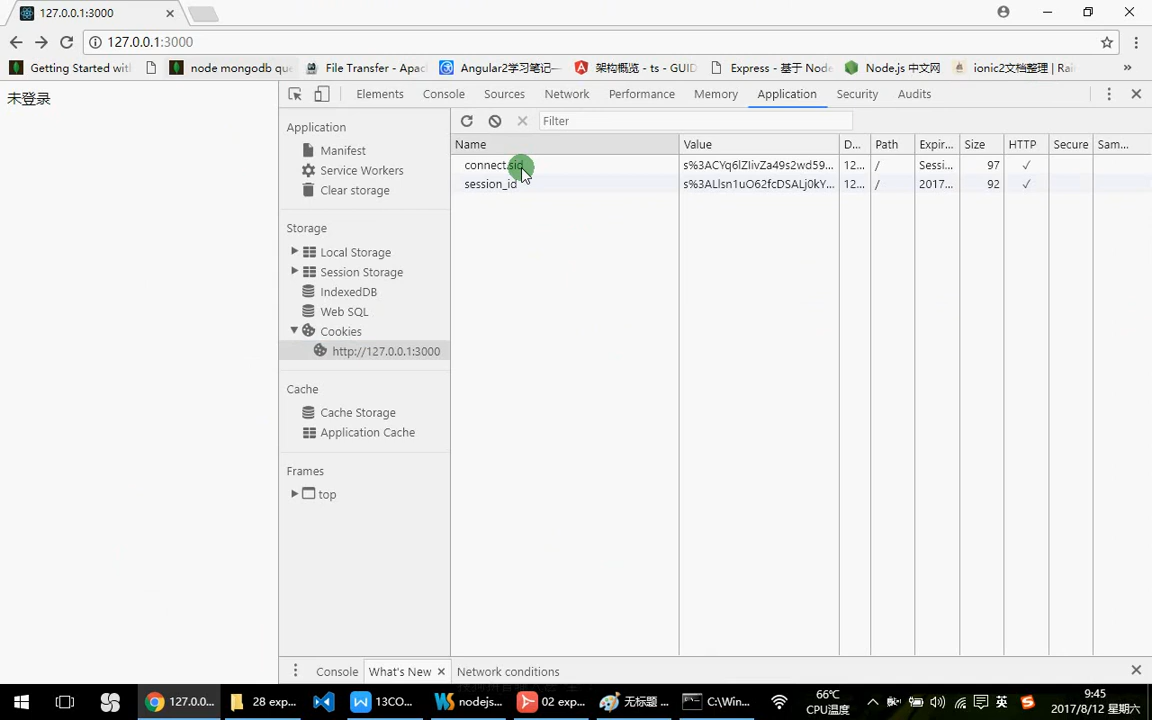 127.0.0.1:3000
127.0.0.1:3000
Getting Started with
node mongodb que
File Transfer - Apac
Angular2学习笔记—
架构概览 - ts - GUID
Express - 基于 Node
Node.js 中文网
ionic2文档整理 | Rai
»
未登录
Elements
Console
Sources
Network
Performance
Memory
Application
Security
Audits
Application
Manifest
Service Workers
Clear storage
Storage
Local Storage
Session Storage
IndexedDB
Web SQL
Cookies
http://127.0.0.1:3000
Cache
Cache Storage
Application Cache
Frames
top
Filter
Name Value D... Path Expir... Size HTTP Secure Sam...
connect.sid s%3ACYq6lZIivZa49s2wd59... 12... / Sessi... 97 ✓
session_id s%3ALlsn1uO62fcDSALj0kY... 12... / 2017... 92 ✓
Console
What's New
Network conditions
127.0.0...
28 exp...
13CO...
nodejs...
02 exp...
无标题 ...
C:\Win...
66℃
CPU温度
英
9:45
2017/8/12 星期六